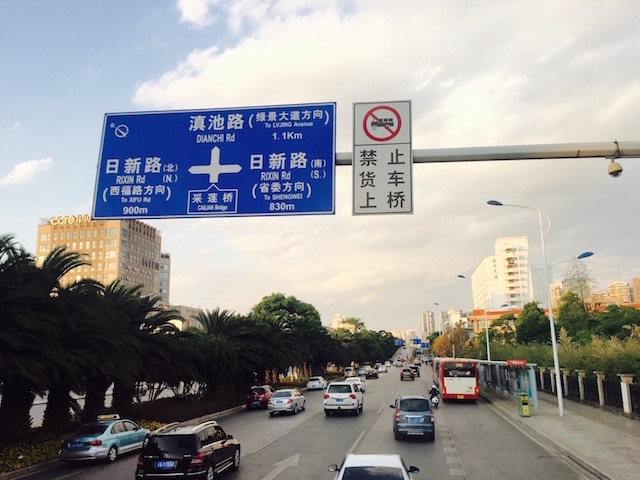 滇池路 (绿景大道方向)
DIANCHI Rd To LVJING Avenue
1.1Km
日新路(北)
RIXIN Rd (N.)
(西福路方向)
To XIFU Rd
900m
采莲桥
CAILIAN Bridge
日新路(南)
RIXIN Rd (S.)
(省委方向)
To SHENGWEI
830m
禁止
货车
上桥